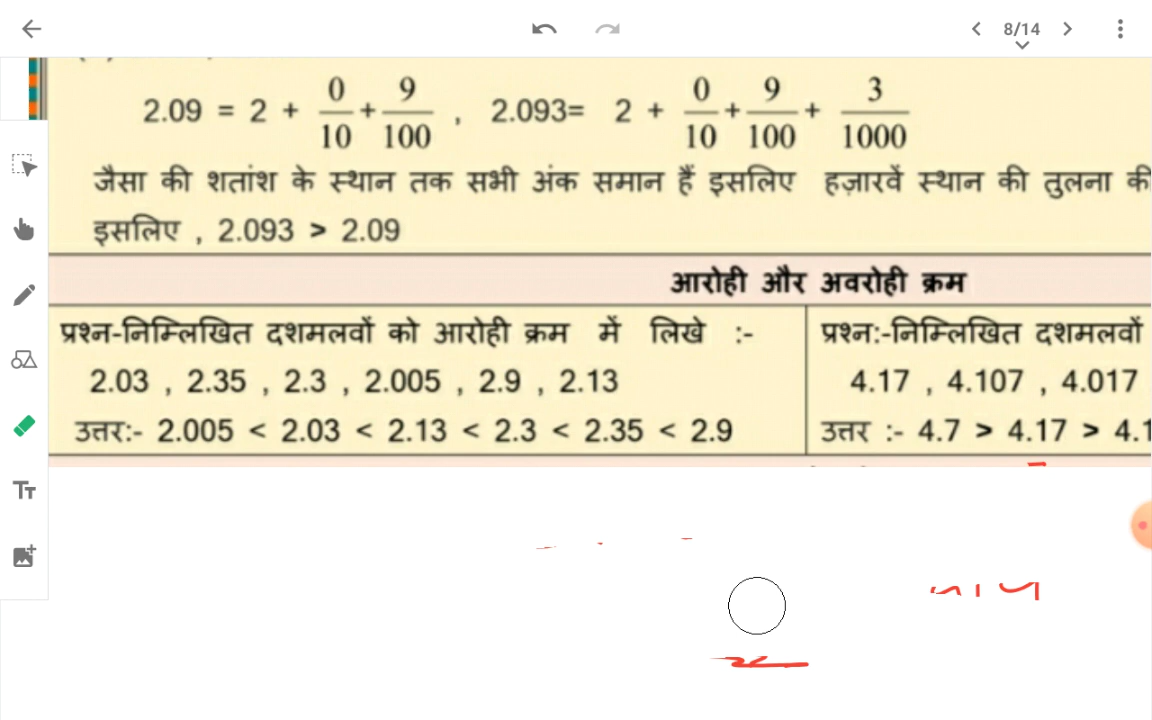 8/14
2.09 = 2 + 0/10 + 9/100 , 2.093= 2 + 0/10 + 9/100 + 3/1000
जैसा की शतांश के स्थान तक सभी अंक समान हैं इसलिए हज़ारवें स्थान की तुलना की
इसलिए , 2.093 > 2.09
आरोही और अवरोही क्रम
प्रश्न-निम्लिखित दशमलवों को आरोही क्रम में लिखे :-
2.03 , 2.35 , 2.3 , 2.005 , 2.9 , 2.13
उत्तर:- 2.005 < 2.03 < 2.13 < 2.3 < 2.35 < 2.9
प्रश्न:-निम्लिखित दशमलवों
4.17 , 4.107 , 4.017
उत्तर :- 4.7 > 4.17 > 4.1
Tт